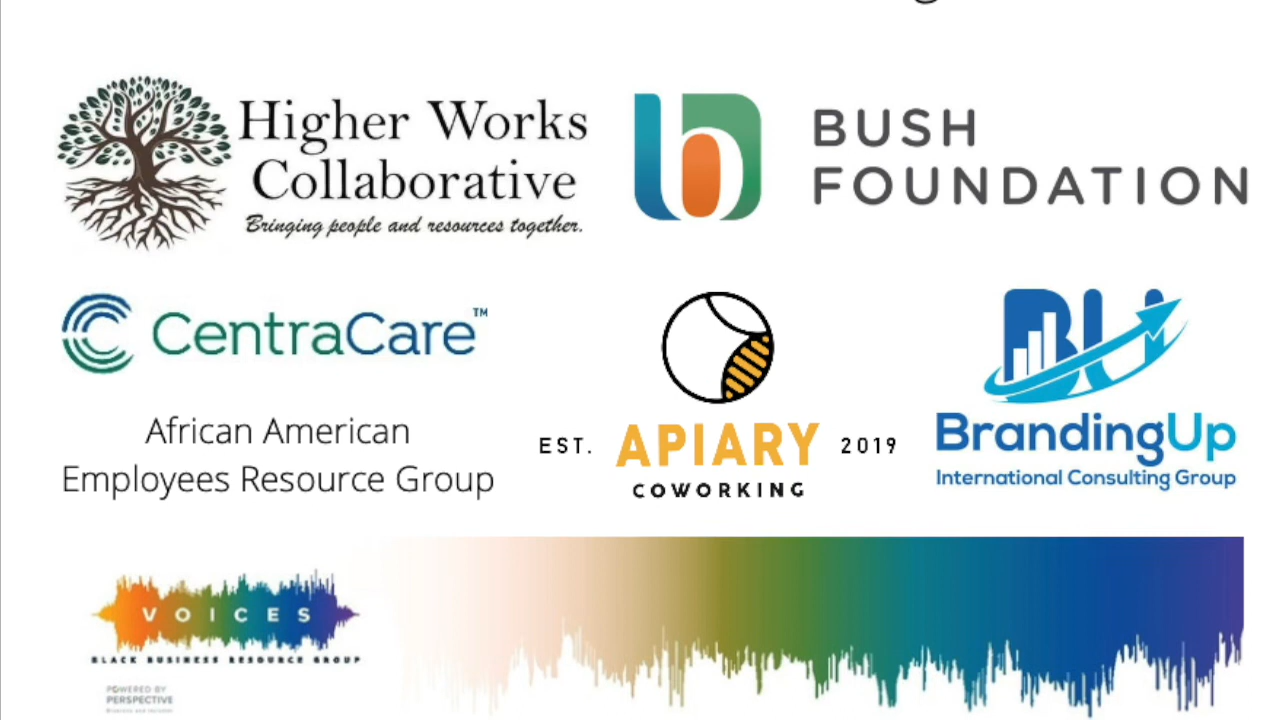 Higher Works
Collaborative
Bringing people and resources together.
BUSH
FOUNDATION
CentraCare™
African American
Employees Resource Group
EST. APIARY 2019
COWORKING
BU
BrandingUp
International Consulting Group
VOICES
BLACK BUSINESS RESOURCE GROUP
POWERED BY
PERSPECTIVE